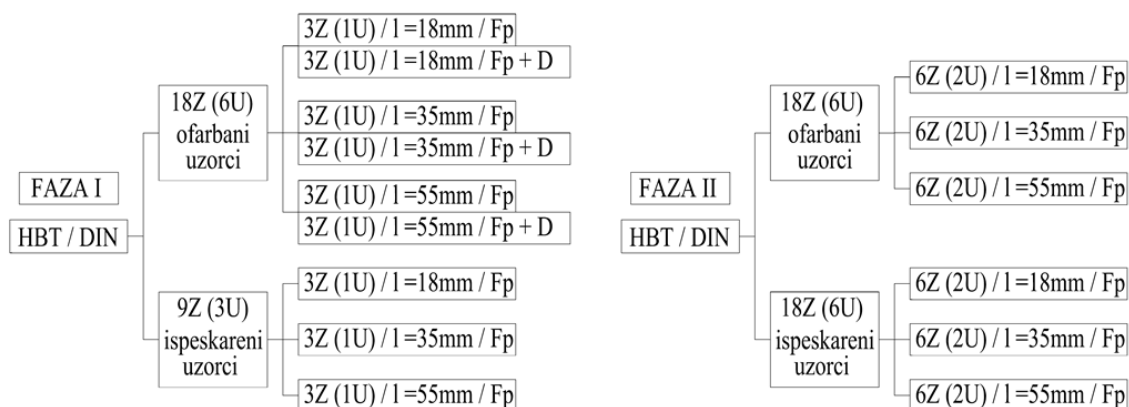 FAZA I
HBT / DIN
18Z (6U)
ofarbani
uzorci
3Z (1U) / l =18mm / Fp
3Z (1U) / l =18mm / Fp + D
3Z (1U) / l =35mm / Fp
3Z (1U) / l =35mm / Fp + D
3Z (1U) / l =55mm / Fp
3Z (1U) / l =55mm / Fp + D
9Z (3U)
ispeskareni
uzorci
3Z (1U) / l =18mm / Fp
3Z (1U) / l =35mm / Fp
3Z (1U) / l =55mm / Fp
FAZA II
HBT / DIN
18Z (6U)
ofarbani
uzorci
6Z (2U) / l =18mm / Fp
6Z (2U) / l =35mm / Fp
6Z (2U) / l =55mm / Fp
18Z (6U)
ispeskareni
uzorci
6Z (2U) / l =18mm / Fp
6Z (2U) / l =35mm / Fp
6Z (2U) / l =55mm / Fp